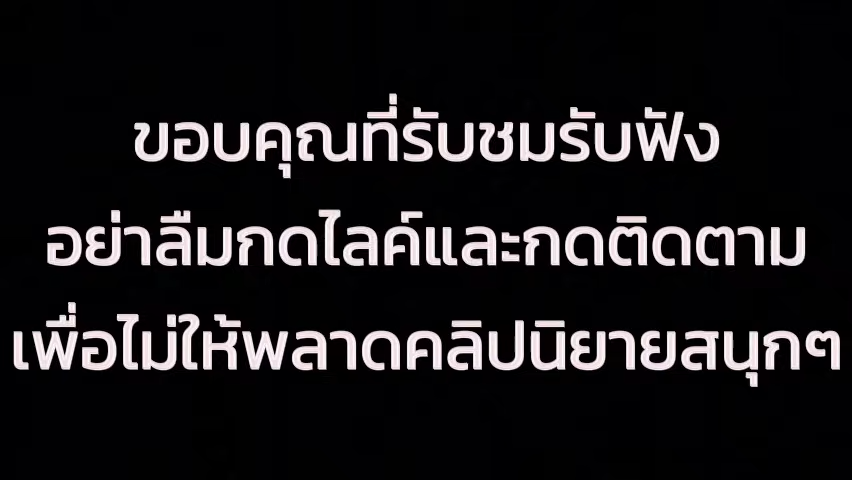 ขอบคุณที่รับชมรับฟัง
อย่าลืมกดไลค์และกดติดตาม
เพื่อไม่ให้พลาดคลิปนิยายสนุกๆ